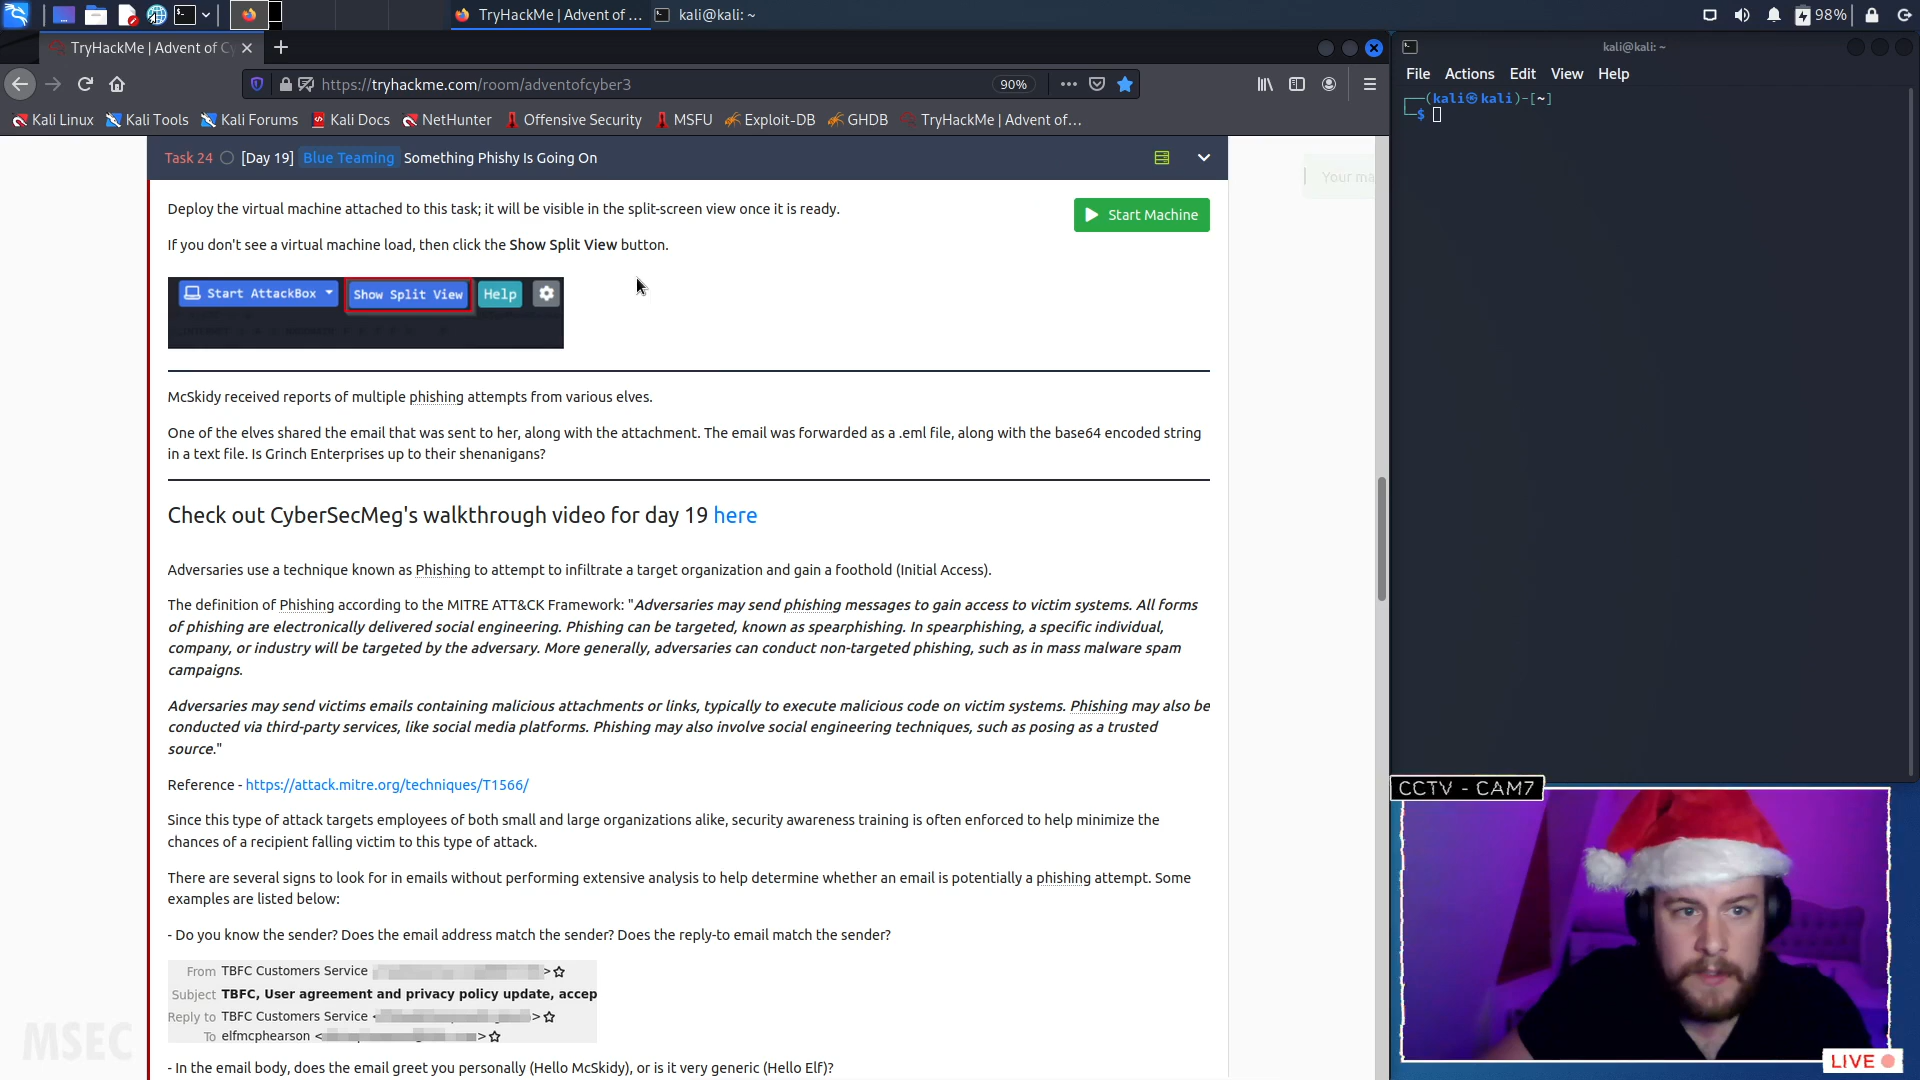 TryHackMe | Advent of ...
kali@kali: ~
98%
TryHackMe | Advent of Cy
https://tryhackme.com/room/adventofcyber3
90%
Kali Linux
Kali Tools
Kali Forums
Kali Docs
NetHunter
Offensive Security
MSFU
Exploit-DB
GHDB
TryHackMe | Advent of...
Task 24 [Day 19] Blue Teaming Something Phishy Is Going On
Your ma
Deploy the virtual machine attached to this task; it will be visible in the split-screen view once it is ready.
Start Machine
If you don't see a virtual machine load, then click the Show Split View button.
Start AttackBox
Show Split View
Help
McSkidy received reports of multiple phishing attempts from various elves.
One of the elves shared the email that was sent to her, along with the attachment. The email was forwarded as a .eml file, along with the base64 encoded string
in a text file. Is Grinch Enterprises up to their shenanigans?
Check out CyberSecMeg's walkthrough video for day 19 here
Adversaries use a technique known as Phishing to attempt to infiltrate a target organization and gain a foothold (Initial Access).
The definition of Phishing according to the MITRE ATT&CK Framework: "Adversaries may send phishing messages to gain access to victim systems. All forms
of phishing are electronically delivered social engineering. Phishing can be targeted, known as spearphishing. In spearphishing, a specific individual,
company, or industry will be targeted by the adversary. More generally, adversaries can conduct non-targeted phishing, such as in mass malware spam
campaigns.
Adversaries may send victims emails containing malicious attachments or links, typically to execute malicious code on victim systems. Phishing may also be
conducted via third-party services, like social media platforms. Phishing may also involve social engineering techniques, such as posing as a trusted
source."
Reference - https://attack.mitre.org/techniques/T1566/
Since this type of attack targets employees of both small and large organizations alike, security awareness training is often enforced to help minimize the
chances of a recipient falling victim to this type of attack.
There are several signs to look for in emails without performing extensive analysis to help determine whether an email is potentially a phishing attempt. Some
examples are listed below:
- Do you know the sender? Does the email address match the sender? Does the reply-to email match the sender?
From TBFC Customers Service >
Subject TBFC, User agreement and privacy policy update, accep
Reply to TBFC Customers Service < >
To elfmcphearson < >
- In the email body, does the email greet you personally (Hello McSkidy), or is it very generic (Hello Elf)?
MSEC
kali@kali: ~
File Actions Edit View Help
(kali㉿kali)-[~]
$
CCTV - CAM7
LIVE